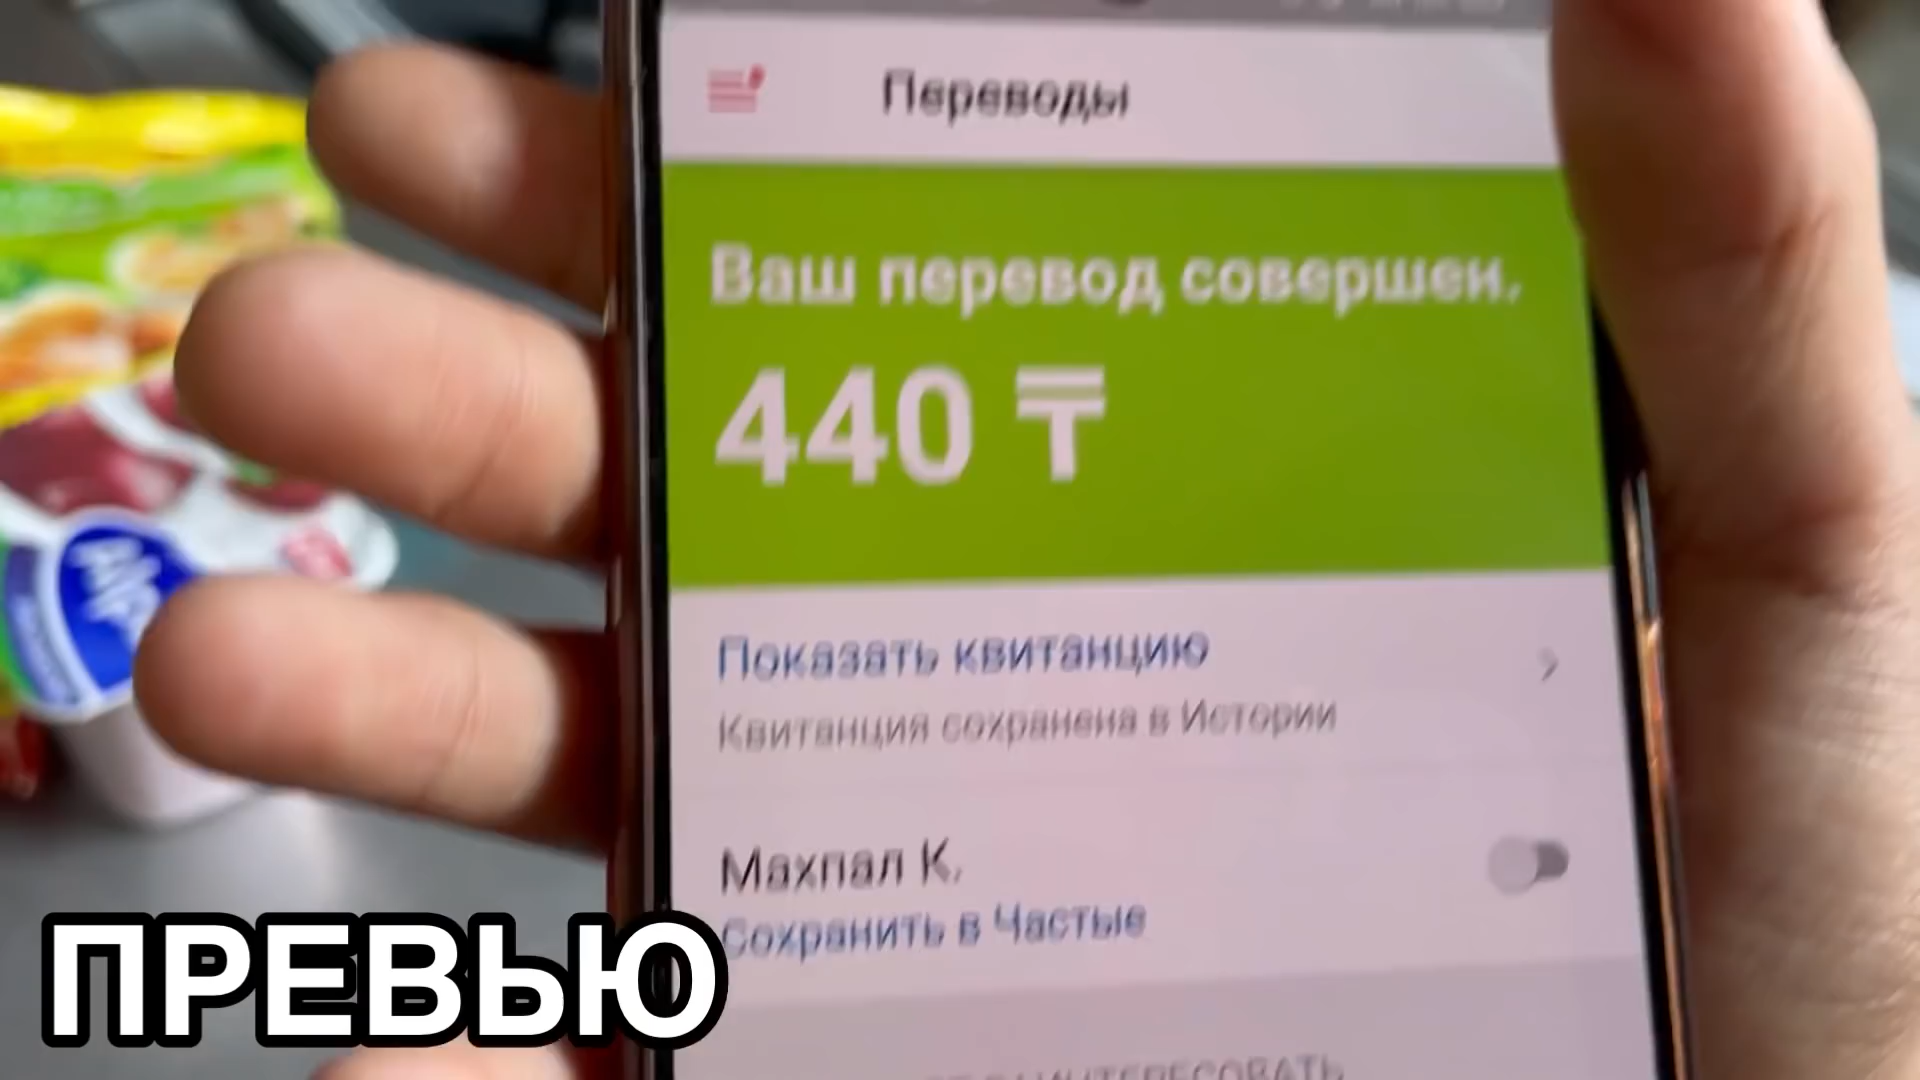 Переводы
Ваш перевод совершен.
440 ₸
Показать квитанцию
Квитанция сохранена в Истории
Махпал К.
Сохранить в Частые
ПРЕВЬЮ